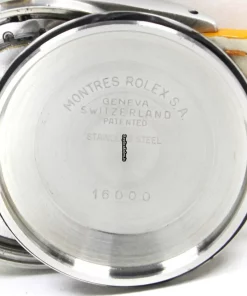 MONTRES ROLEX S.A.
GENEVA
SWITZERLAND
PATENTED
STAINLESS STEEL
16000